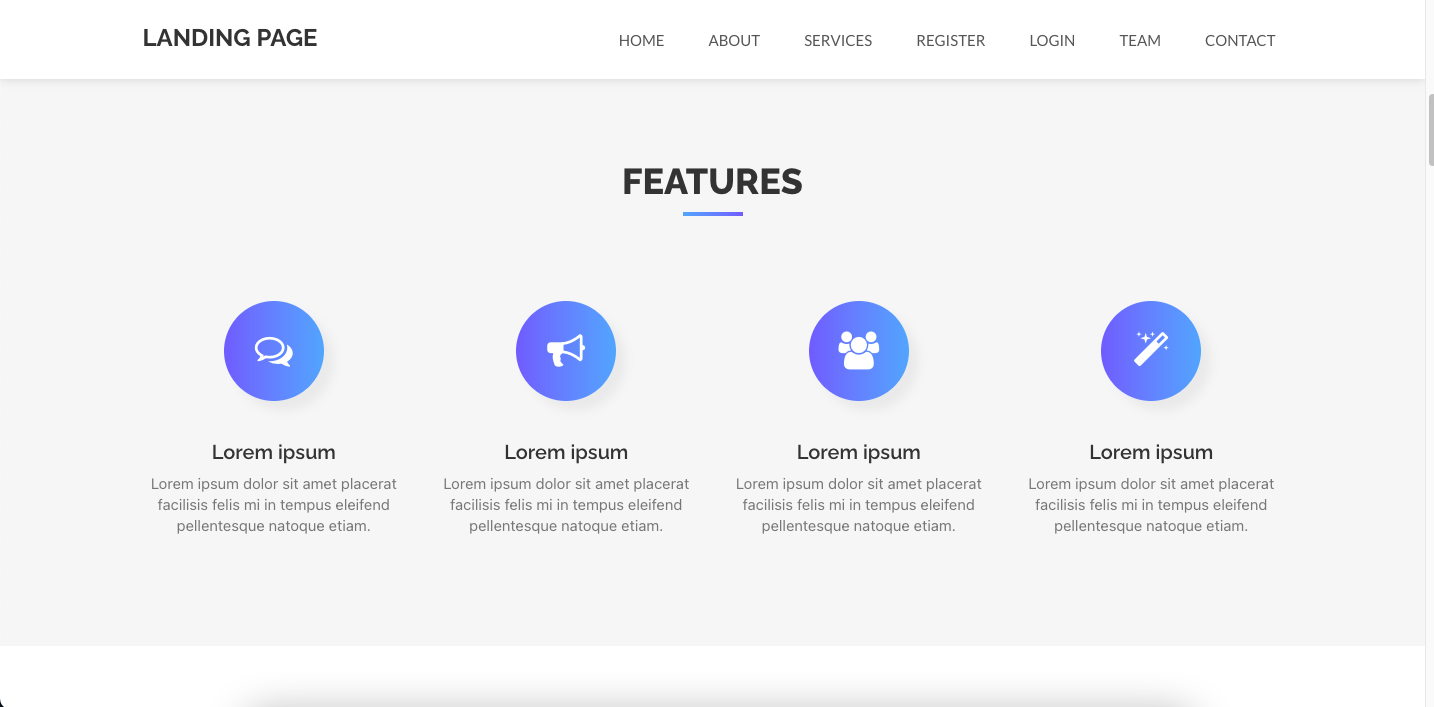 LANDING PAGE
HOME ABOUT SERVICES REGISTER LOGIN TEAM CONTACT
FEATURES
Lorem ipsum
Lorem ipsum dolor sit amet placerat
facilisis felis mi in tempus eleifend
pellentesque natoque etiam.
Lorem ipsum
Lorem ipsum dolor sit amet placerat
facilisis felis mi in tempus eleifend
pellentesque natoque etiam.
Lorem ipsum
Lorem ipsum dolor sit amet placerat
facilisis felis mi in tempus eleifend
pellentesque natoque etiam.
Lorem ipsum
Lorem ipsum dolor sit amet placerat
facilisis felis mi in tempus eleifend
pellentesque natoque etiam.